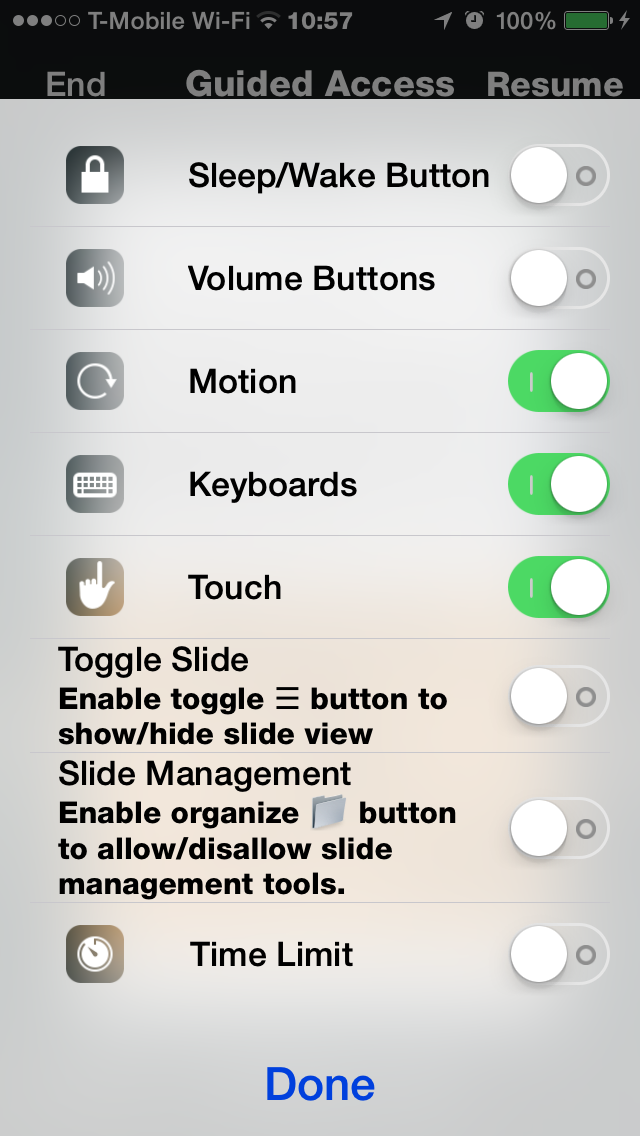 T-Mobile Wi-Fi 10:57 100%
End Guided Access Resume
Sleep/Wake Button
Volume Buttons
Motion
Keyboards
Touch
Toggle Slide
Enable toggle ☰ button to
show/hide slide view
Slide Management
Enable organize button
to allow/disallow slide
management tools.
Time Limit
Done